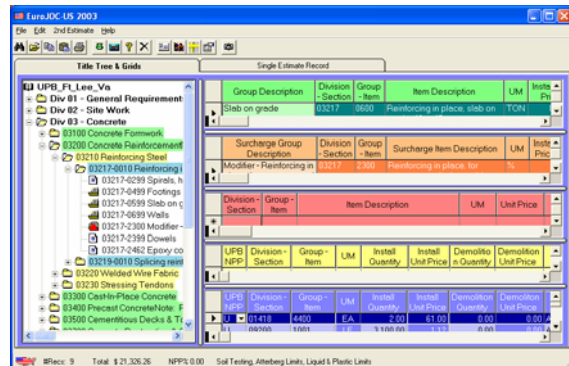 EuroJOC-US 2003
File Edit 2nd Estimate Help
Title Tree & Grids
Single Estimate Record
UPB_Ft_Lee_Va
Div 01 - General Requirement
Div 02 - Site Work
Div 03 - Concrete
03100 Concrete Formwork
03200 Concrete Reinforcement
03210 Reinforcing Steel
03217-0010 Reinforcing i
03217-0299 Spirals, h
03217-0499 Footings
03217-0599 Slab on g
03217-0699 Walls
03217-2300 Modifier -
03217-2399 Dowels
03217-2462 Epoxy co
03219-0010 Splicing reinf
03220 Welded Wire Fabric
03230 Stressing Tendons
03300 Cast-In-Place Concrete
03400 Precast ConcreteNote: F
03500 Cementitious Decks & T
Group Description Division - Section Group - Item Item Description UM Insta Pri
Slab on grade 03217 0600 Reinforcing in place, slab on TON
Surcharge Group Description Division - Section Group - Item Surcharge Item Description UM Insta Pric
Modifier - Reinforcing in 03217 2300 Reinforcing in place, for %
Division - Section Group - Item Item Description UM Unit Price
UPB NPP Division - Section Group - Item UM Install Quantity Install Unit Price Demolitio n Quantity Demolition Unit Price
UPB NPP Division - Section Group - Item UM Install Quantity Install Unit Price Demolition Quantity Demoliton Unit Price
U 01418 4400 EA 2.00 61.00 0.00 0.00 A
U 09200 1001 LF 3,100.00 1.12 0.00 0.00
#Recs: 9 Total: $ 21,326.26 NPP% 0.00 Soil Testing, Atterberg Limits, Liquid & Plastic Limits